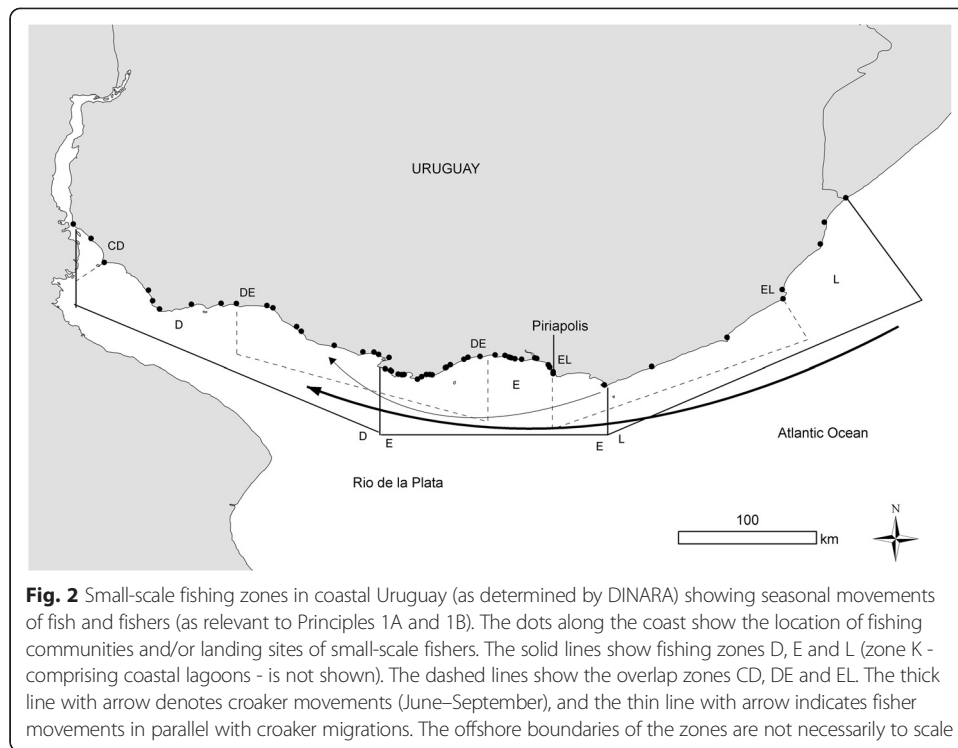 URUGUAY
CD
DE
D
Piriapolis
DE
EL
E
EL
L
D
E
E
L
Atlantic Ocean
Rio de la Plata
100
km
N
Fig. 2 Small-scale fishing zones in coastal Uruguay (as determined by DINARA) showing seasonal movements
of fish and fishers (as relevant to Principles 1A and 1B). The dots along the coast show the location of fishing
communities and/or landing sites of small-scale fishers. The solid lines show fishing zones D, E and L (zone K -
comprising coastal lagoons - is not shown). The dashed lines show the overlap zones CD, DE and EL. The thick
line with arrow denotes croaker movements (June–September), and the thin line with arrow indicates fisher
movements in parallel with croaker migrations. The offshore boundaries of the zones are not necessarily to scale